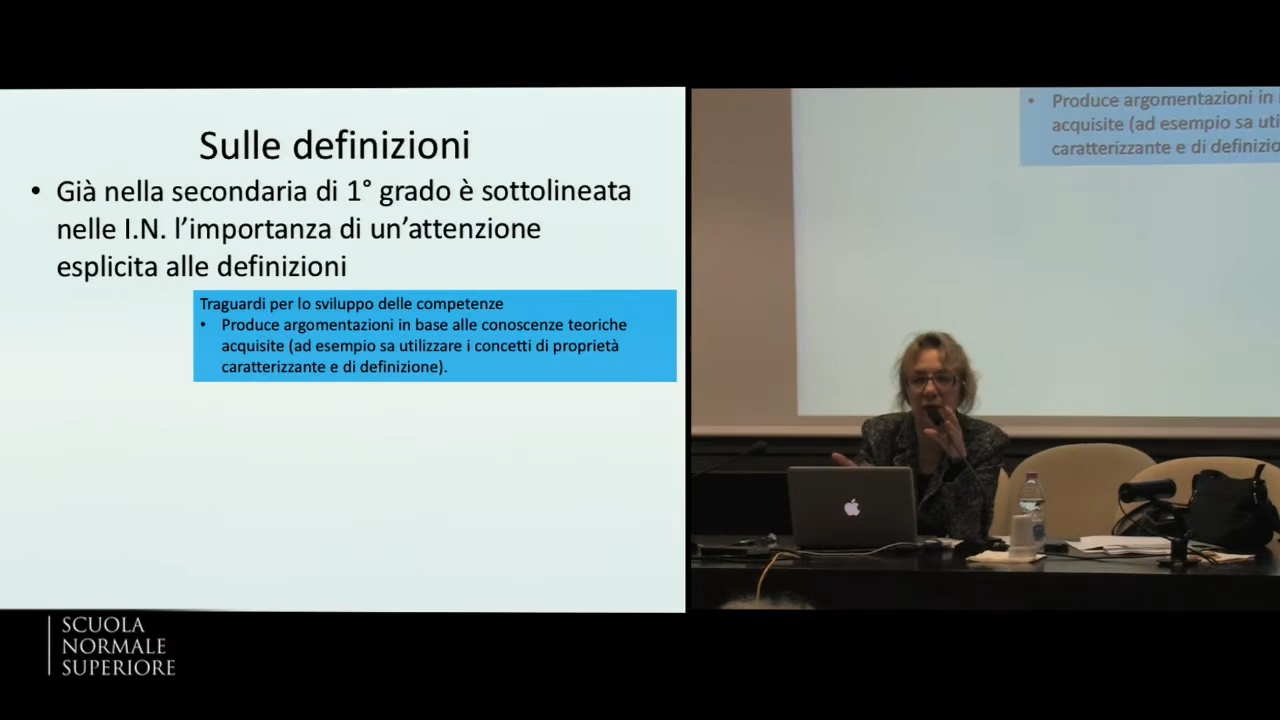 Sulle definizioni
• Già nella secondaria di 1° grado è sottolineata
nelle I.N. l’importanza di un’attenzione
esplicita alle definizioni
Traguardi per lo sviluppo delle competenze
• Produce argomentazioni in base alle conoscenze teoriche
acquisite (ad esempio sa utilizzare i concetti di proprietà
caratterizzante e di definizione).
• Produce argomentazioni in
acquisite (ad esempio sa uti
caratterizzante e di definizio
SCUOLA
NORMALE
SUPERIORE